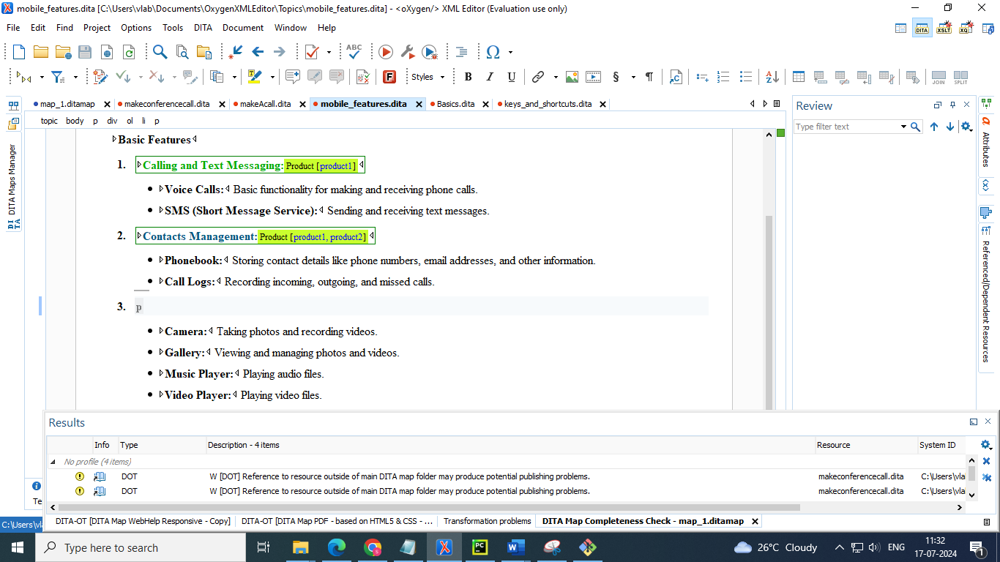 mobile_features.dita [C:\Users\vlab\Documents\OxygenXMLEditor\Topics\mobile_features.dita] - <oXygen/> XML Editor (Evaluation use only)
File Edit Find Project Options Tools DITA Document Window Help
DITA XSLT XQ
ABC
Styles B I U § ¶ JOIN SPLIT
map_1.ditamap makeconferencecall.dita makeAcall.dita mobile_features.dita Basics.dita keys_and_shortcuts.dita
topic body p div ol li p
Review
Type filter text
DITA Maps Manager
Attributes
Referenced/Dependent Resources
Basic Features
1. Calling and Text Messaging: Product [product1]
• Voice Calls: Basic functionality for making and receiving phone calls.
• SMS (Short Message Service): Sending and receiving text messages.
2. Contacts Management: Product [product1, product2]
• Phonebook: Storing contact details like phone numbers, email addresses, and other information.
• Call Logs: Recording incoming, outgoing, and missed calls.
3. p
• Camera: Taking photos and recording videos.
• Gallery: Viewing and managing photos and videos.
• Music Player: Playing audio files.
• Video Player: Playing video files.
Results
Info Type Description - 4 items Resource System ID
No profile (4 items)
DOT W [DOT] Reference to resource outside of main DITA map folder may produce potential publishing problems. makeconferencecall.dita C:\Users\vla
DOT W [DOT] Reference to resource outside of main DITA map folder may produce potential publishing problems. makeconferencecall.dita C:\Users\vla
Te
C:\Users\vla
DITA-OT [DITA Map WebHelp Responsive - Copy] DITA-OT [DITA Map PDF - based on HTML5 & CSS - ... Transformation problems DITA Map Completeness Check - map_1.ditamap
Type here to search
26°C Cloudy ENG 11:32
17-07-2024
1